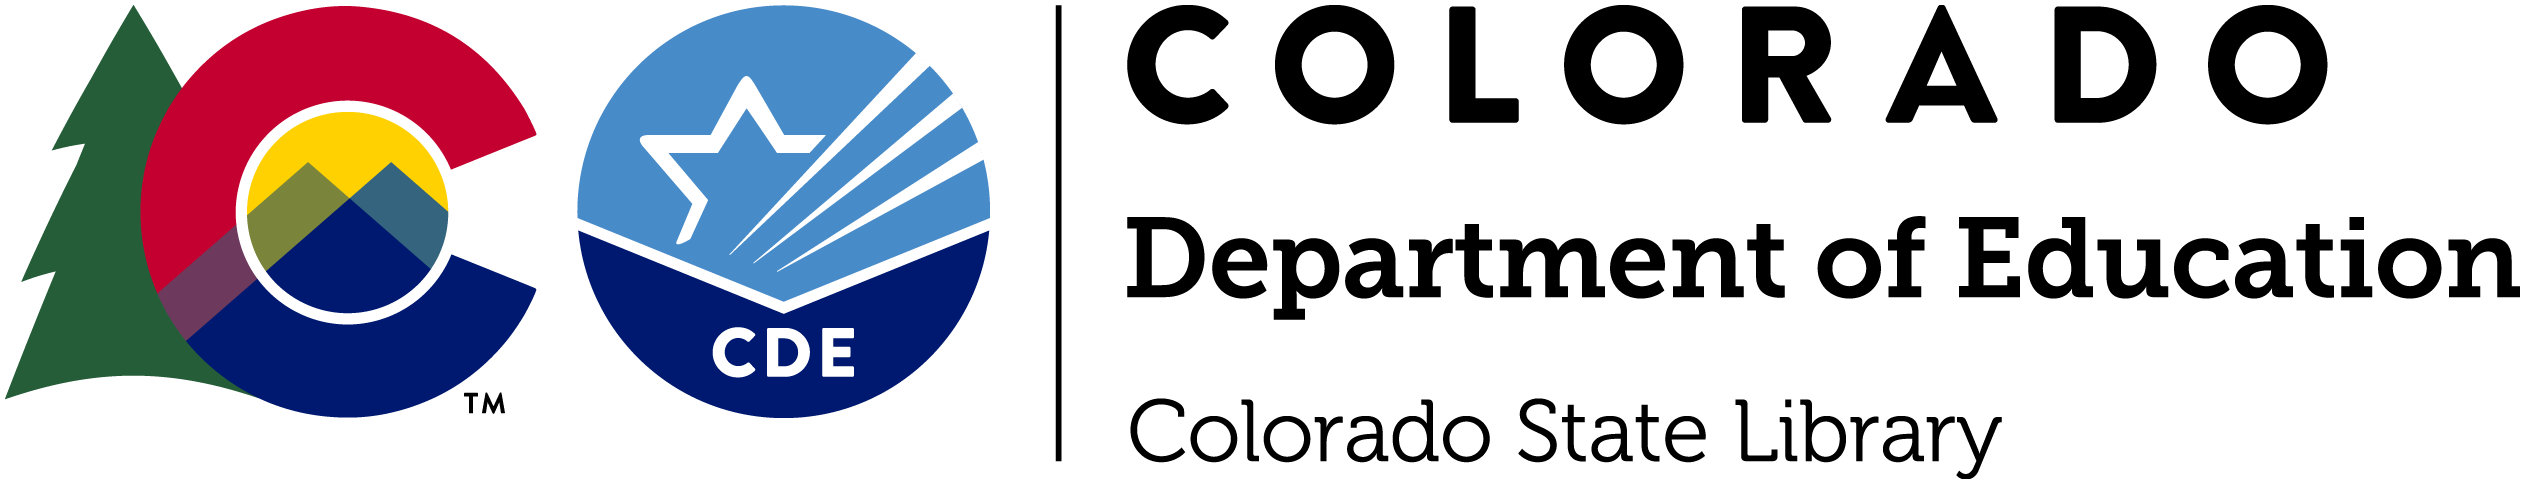 TM
CDE
COLORADO
Department of Education
Colorado State Library